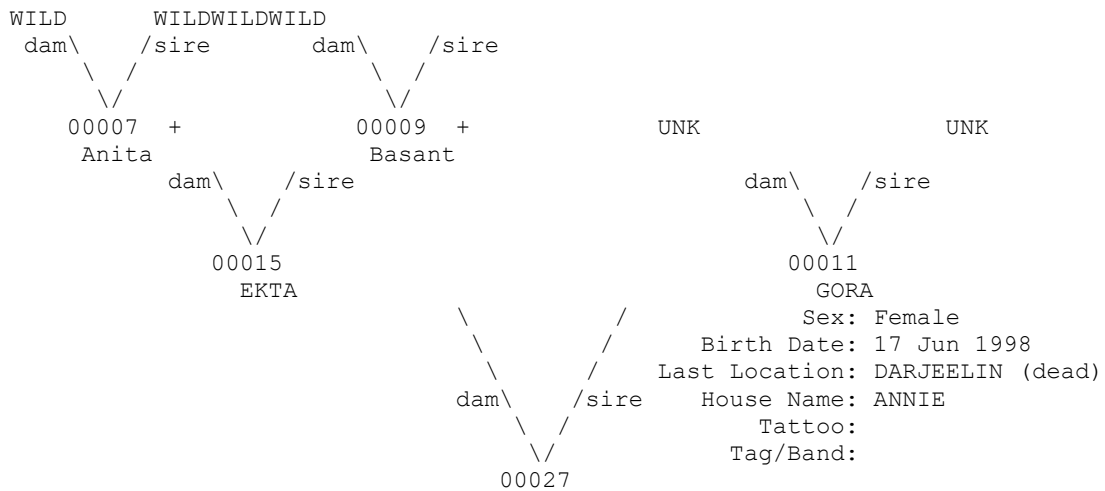 WILD WILDWILDWILD
dam\ /sire dam\ /sire
\ / \ /
\/ \/
00007 + 00009 + UNK UNK
Anita Basant
dam\ /sire dam\ /sire
\ / \ /
\/ \/
00015 00011
EKTA GORA
\ / Sex: Female
\ / Birth Date: 17 Jun 1998
\ / Last Location: DARJEELIN (dead)
dam\ /sire House Name: ANNIE
\ / Tattoo:
\/ Tag/Band:
00027